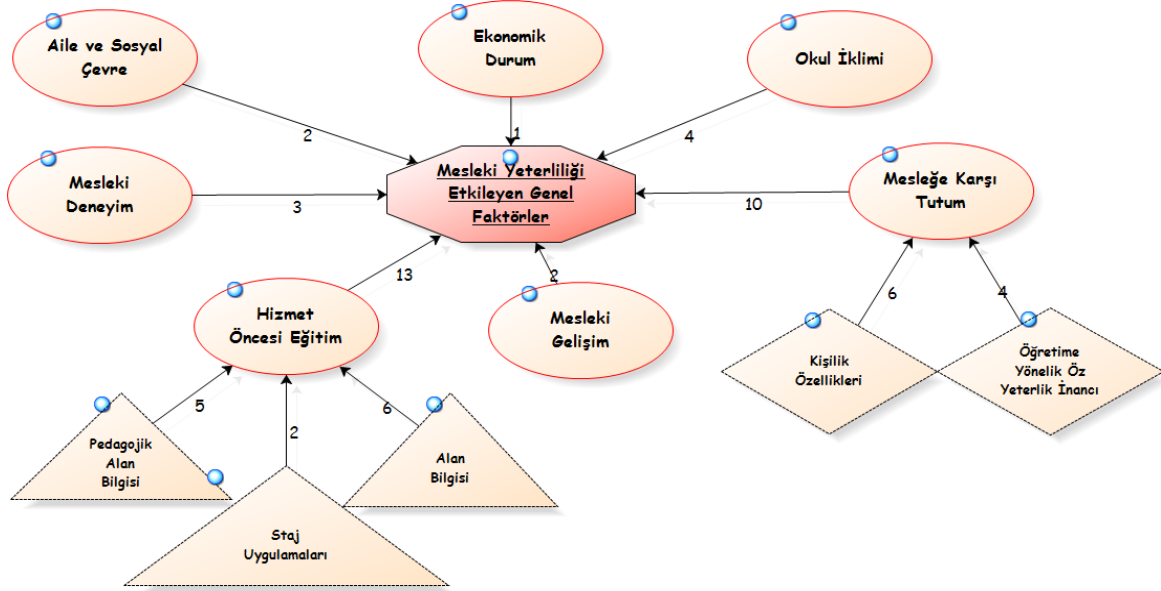 Aile ve Sosyal
Çevre
Ekonomik
Durum
Okul İklimi
2
1
4
Mesleki
Deneyim
3
Mesleki Yeterliliği
Etkileyen Genel
Faktörler
10
Mesleğe Karşı
Tutum
13
2
6
4
Hizmet
Öncesi Eğitim
Mesleki
Gelişim
Kişilik
Özellikleri
Öğretime
Yönelik Öz
Yeterlik İnancı
5
2
6
Pedagojik
Alan
Bilgisi
Alan
Bilgisi
Staj
Uygulamaları